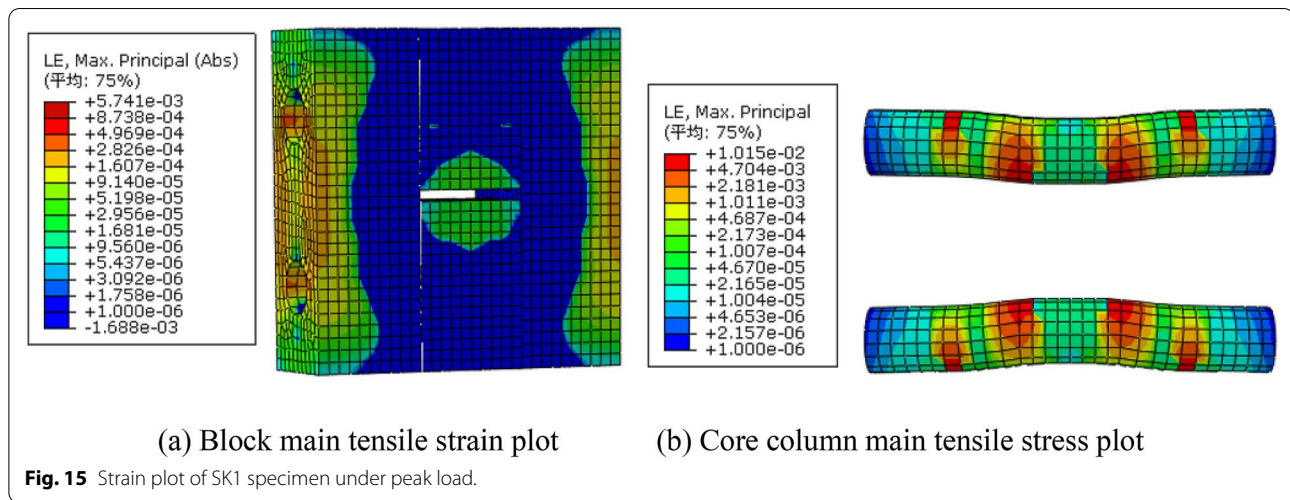 LE, Max. Principal (Abs)
(平均: 75%)
+5.741e-03
+8.738e-04
+4.969e-04
+2.826e-04
+1.607e-04
+9.140e-05
+5.198e-05
+2.956e-05
+1.681e-05
+9.560e-06
+5.437e-06
+3.092e-06
+1.758e-06
+1.000e-06
-1.688e-03
LE, Max. Principal
(平均: 75%)
+1.015e-02
+4.704e-03
+2.181e-03
+1.011e-03
+4.687e-04
+2.173e-04
+1.007e-04
+4.670e-05
+2.165e-05
+1.004e-05
+4.653e-06
+2.157e-06
+1.000e-06
(a) Block main tensile strain plot
(b) Core column main tensile stress plot
Fig. 15 Strain plot of SK1 specimen under peak load.